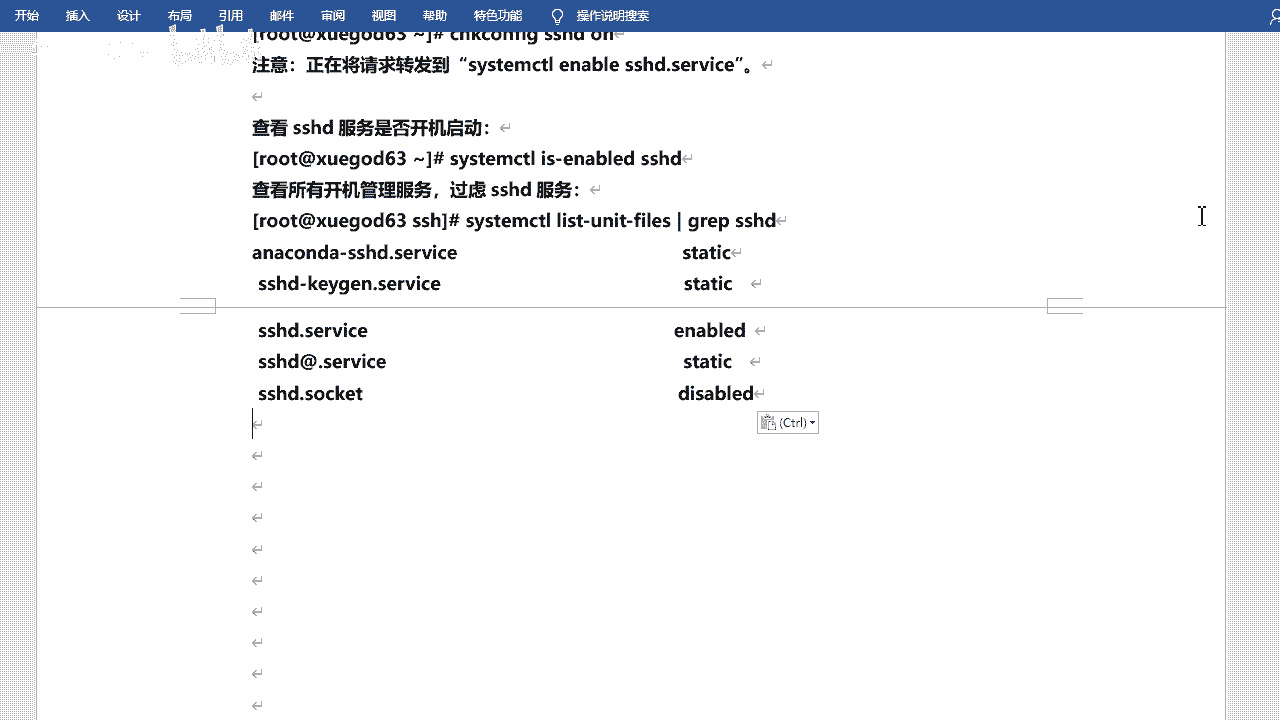 开始 插入 设计 布局 引用 邮件 审阅 视图 帮助 特色功能 操作说明搜索
[root@xuegod63 ~]# chkconfig sshd on
注意：正在将请求转发到“systemctl enable sshd.service”。
查看 sshd 服务是否开机启动：
[root@xuegod63 ~]# systemctl is-enabled sshd
查看所有开机管理服务，过虑 sshd 服务：
[root@xuegod63 ssh]# systemctl list-unit-files | grep sshd
anaconda-sshd.service static
sshd-keygen.service static
sshd.service enabled
sshd@.service static
sshd.socket disabled
(Ctrl)